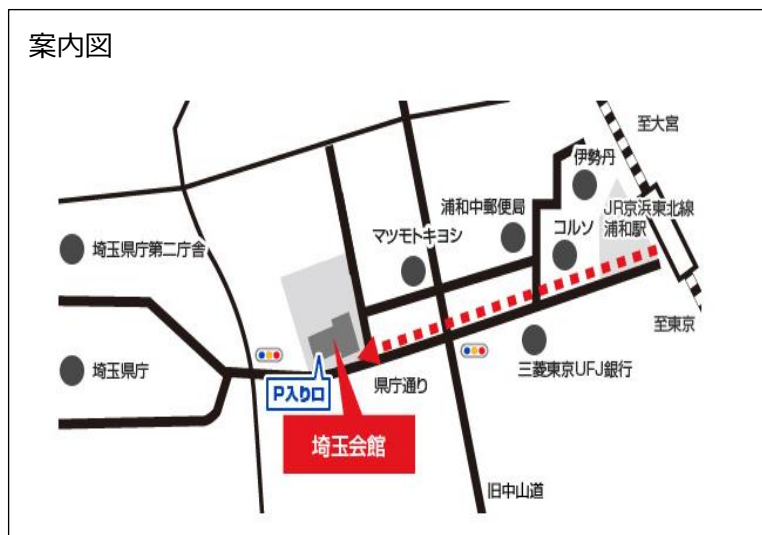 案内図
至大宮
伊勢丹
浦和中郵便局
JR京浜東北線
浦和駅
マツモトキヨシ
コルソ
埼玉県庁第二庁舎
至東京
埼玉県庁
三菱東京UFJ銀行
P入り口
県庁通り
埼玉会館
旧中山道